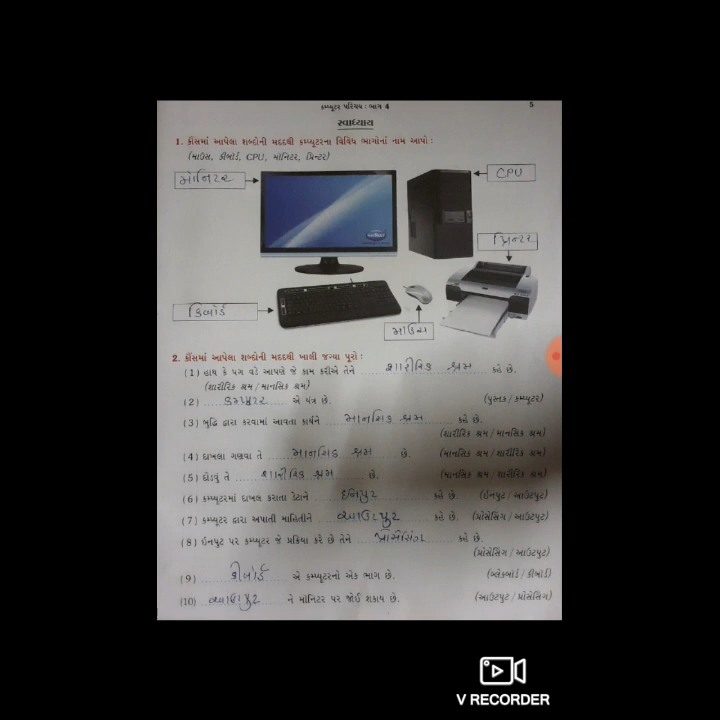 કમ્પ્યૂટર પરિચય : ભાગ 4 5
સ્વાધ્યાય
1. કૌંસમાં આપેલા શબ્દોની મદદથી કમ્પ્યૂટરના વિવિધ ભાગોનાં નામ આપો :
(માઉસ, કીબોર્ડ, CPU, મૉનિટર, પ્રિન્ટર)
મોનિટર
CPU
પ્રિન્ટર
કિબોર્ડ
માઉસ
2. કૌંસમાં આપેલા શબ્દોની મદદથી ખાલી જગ્યા પૂરો :
(1) હાથ કે પગ વડે આપણે જે કામ કરીએ તેને શારીરિક શ્રમ કહે છે.
(શારીરિક શ્રમ / માનસિક શ્રમ)
(2) કમ્પ્યુટર એ યંત્ર છે. (પુસ્તક / કમ્પ્યૂટર)
(3) બુદ્ધિ દ્વારા કરવામાં આવતા કાર્યને માનસિક શ્રમ કહે છે.
(શારીરિક શ્રમ / માનસિક શ્રમ)
(4) દાખલા ગણવા તે માનસિક શ્રમ છે. (માનસિક શ્રમ / શારીરિક શ્રમ)
(5) દોડવું તે શારીરિક શ્રમ છે. (માનસિક શ્રમ / શારીરિક શ્રમ)
(6) કમ્પ્યૂટરમાં દાખલ કરાતા ડેટાને ઇનપુટ કહે છે. (ઇનપુટ / આઉટપુટ)
(7) કમ્પ્યૂટર દ્વારા અપાતી માહિતીને આઉટપુટ કહે છે. (પ્રોસેસિંગ / આઉટપુટ)
(8) ઇનપુટ પર કમ્પ્યૂટર જે પ્રક્રિયા કરે છે તેને પ્રોસેસિંગ કહે છે.
(પ્રોસેસિંગ / આઉટપુટ)
(9) કીબોર્ડ એ કમ્પ્યૂટરનો એક ભાગ છે. (બ્લેકબોર્ડ / કીબોર્ડ)
(10) આઉટપુટ ને મૉનિટર પર જોઈ શકાય છે. (આઉટપુટ / પ્રોસેસિંગ)
V RECORDER